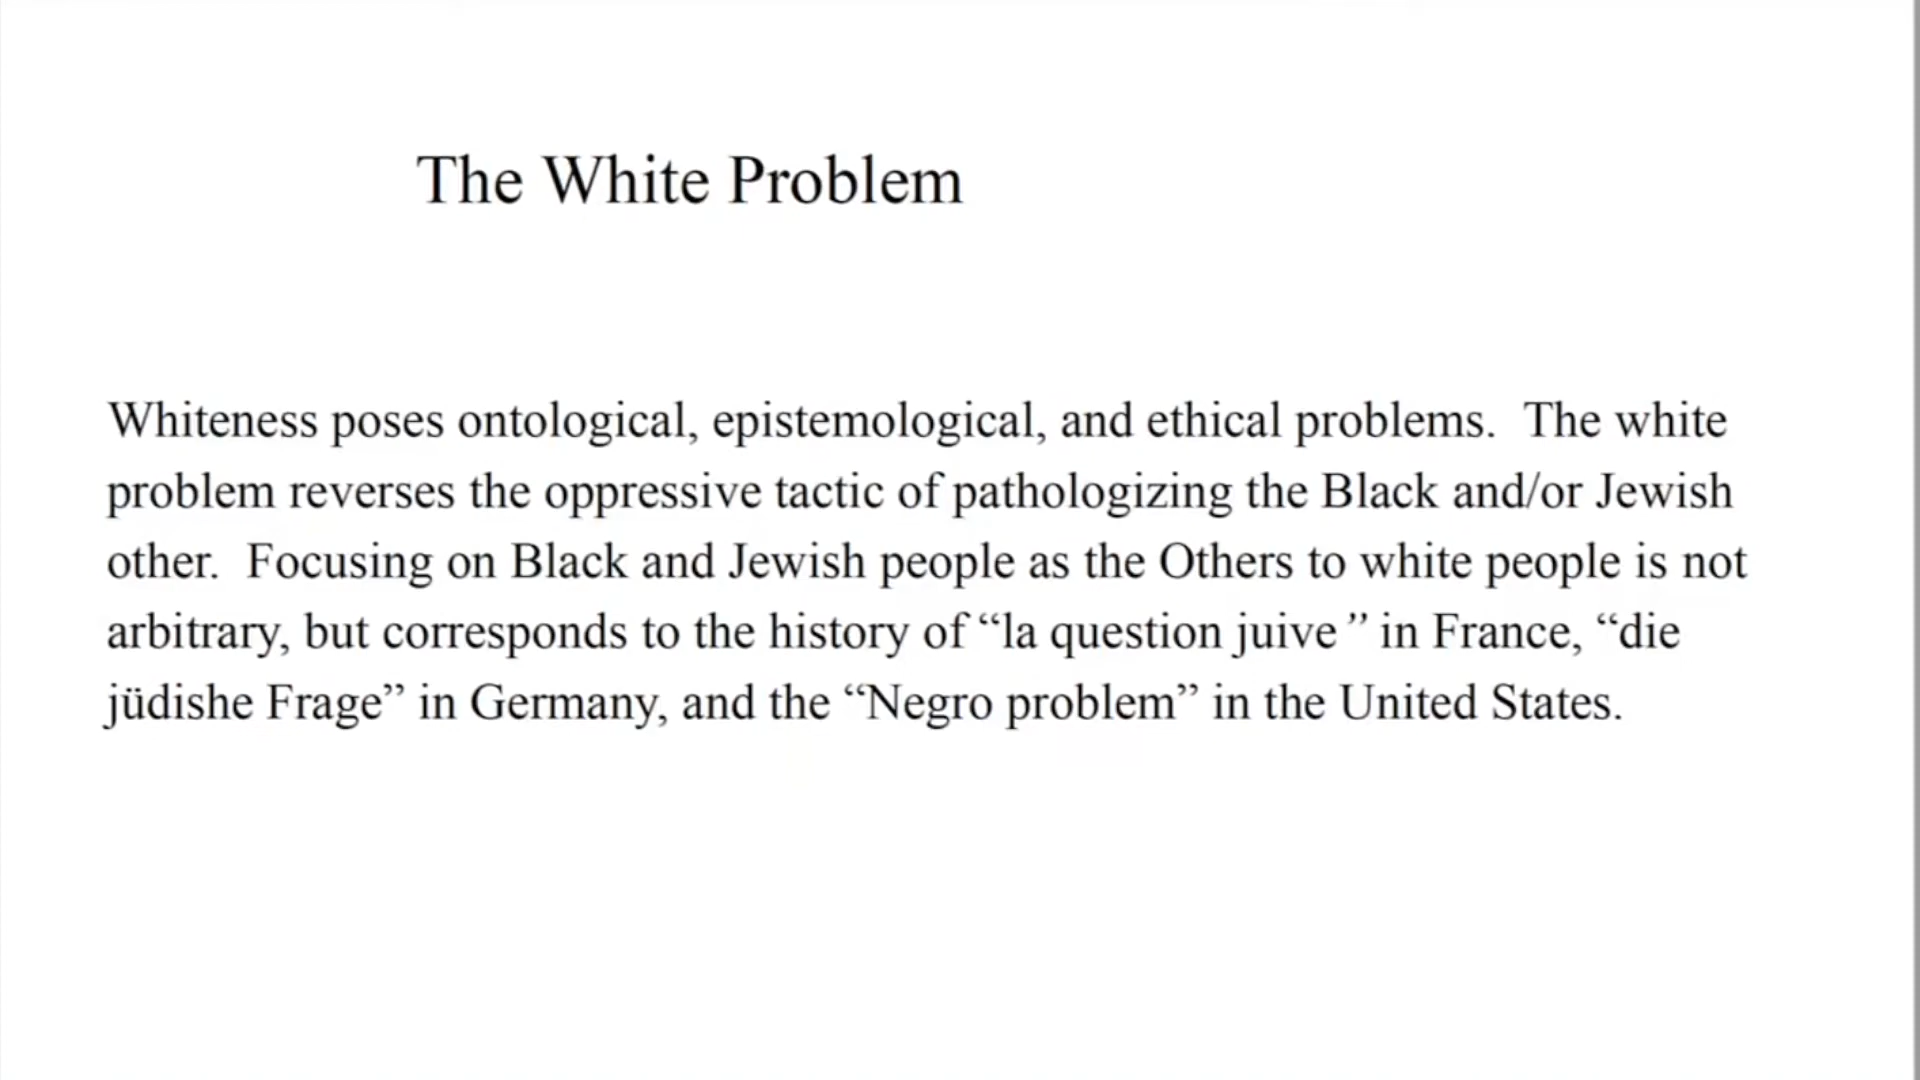 The White Problem
Whiteness poses ontological, epistemological, and ethical problems.  The white
problem reverses the oppressive tactic of pathologizing the Black and/or Jewish
other.  Focusing on Black and Jewish people as the Others to white people is not
arbitrary, but corresponds to the history of “la question juive ” in France, “die
jüdishe Frage” in Germany, and the “Negro problem” in the United States.